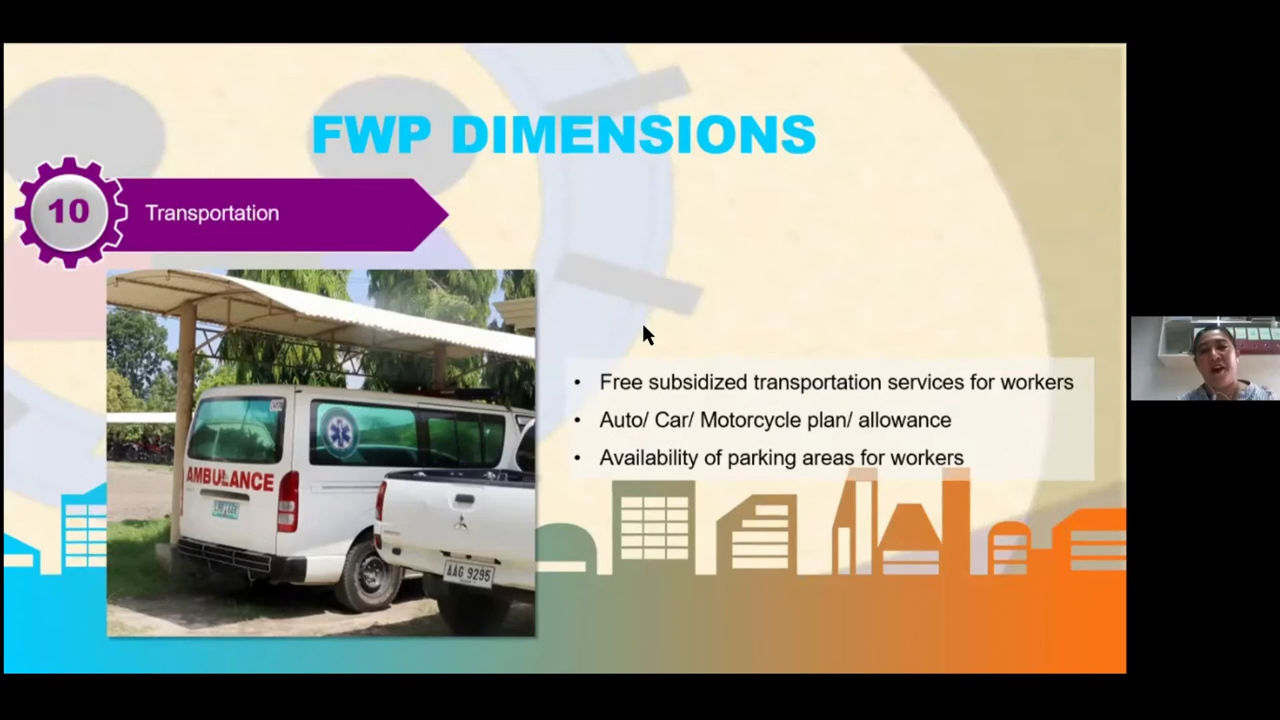 FWP DIMENSIONS
10
Transportation
AMBULANCE
AAG 9295
• Free subsidized transportation services for workers
• Auto/ Car/ Motorcycle plan/ allowance
• Availability of parking areas for workers